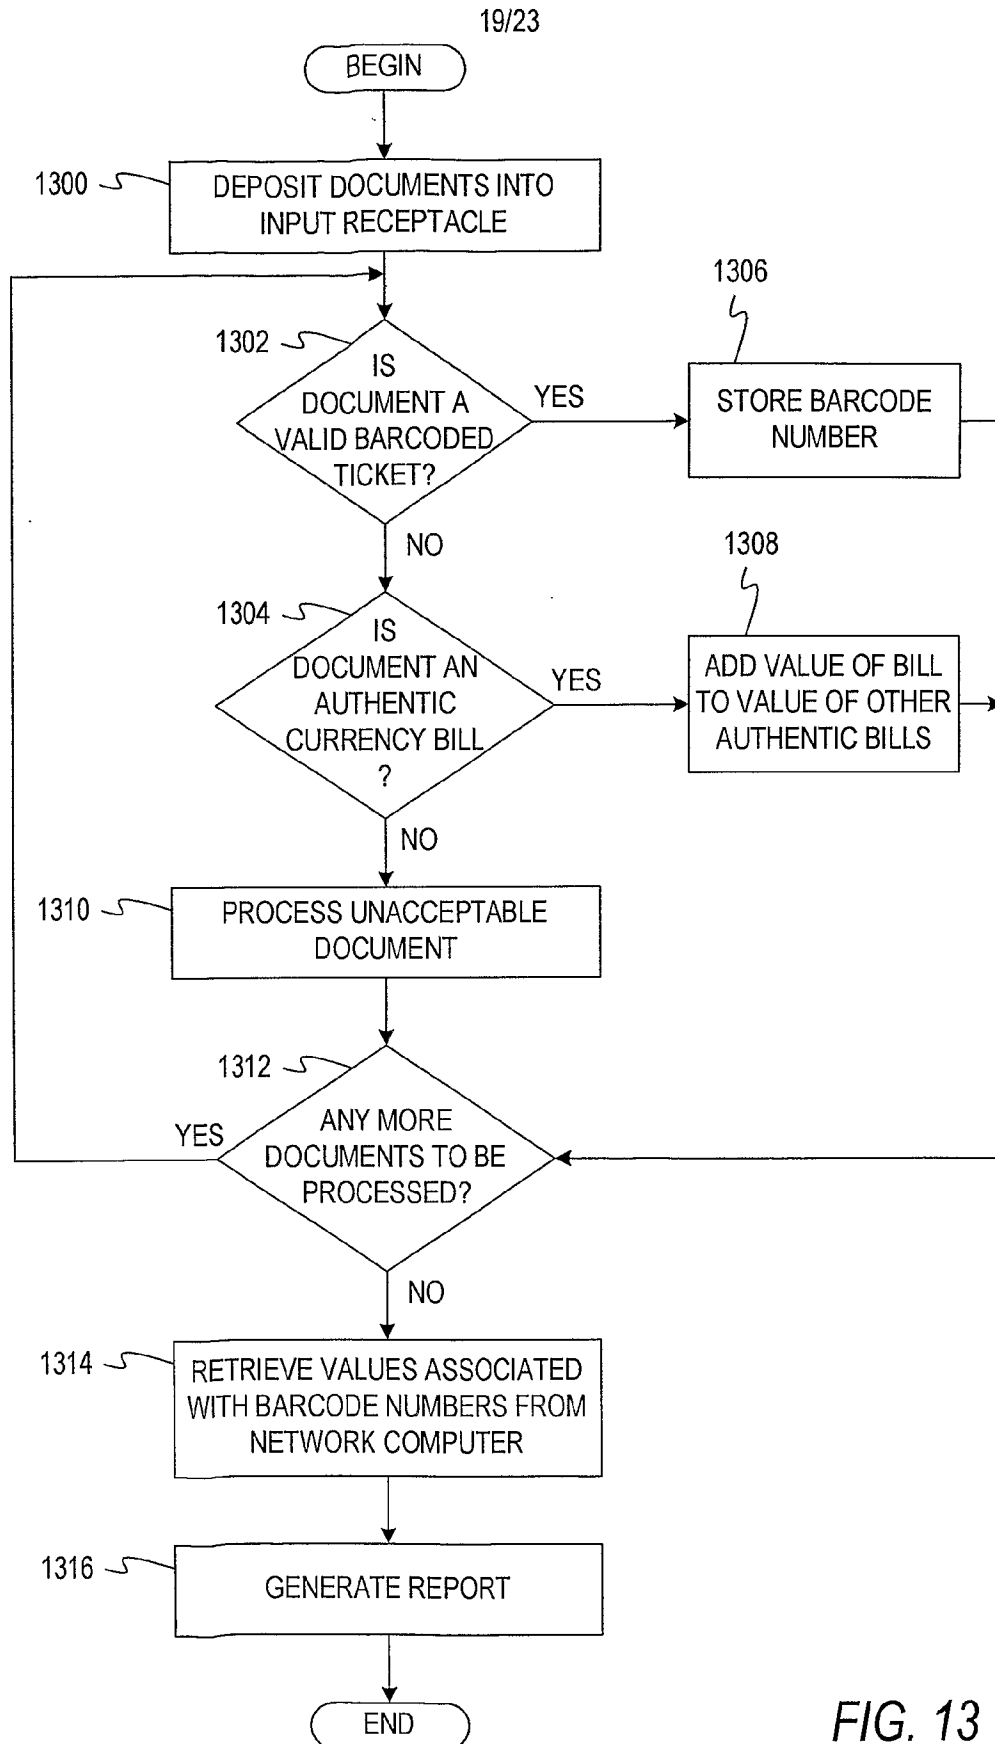 19/23
BEGIN
1300
DEPOSIT DOCUMENTS INTO
INPUT RECEPTACLE
1302
IS
DOCUMENT A
VALID BARCODED
TICKET?
YES
1306
STORE BARCODE
NUMBER
NO
1304
IS
DOCUMENT AN
AUTHENTIC
CURRENCY BILL
?
YES
1308
ADD VALUE OF BILL
TO VALUE OF OTHER
AUTHENTIC BILLS
NO
1310
PROCESS UNACCEPTABLE
DOCUMENT
1312
ANY MORE
DOCUMENTS TO BE
PROCESSED?
YES
NO
1314
RETRIEVE VALUES ASSOCIATED
WITH BARCODE NUMBERS FROM
NETWORK COMPUTER
1316
GENERATE REPORT
END
FIG. 13